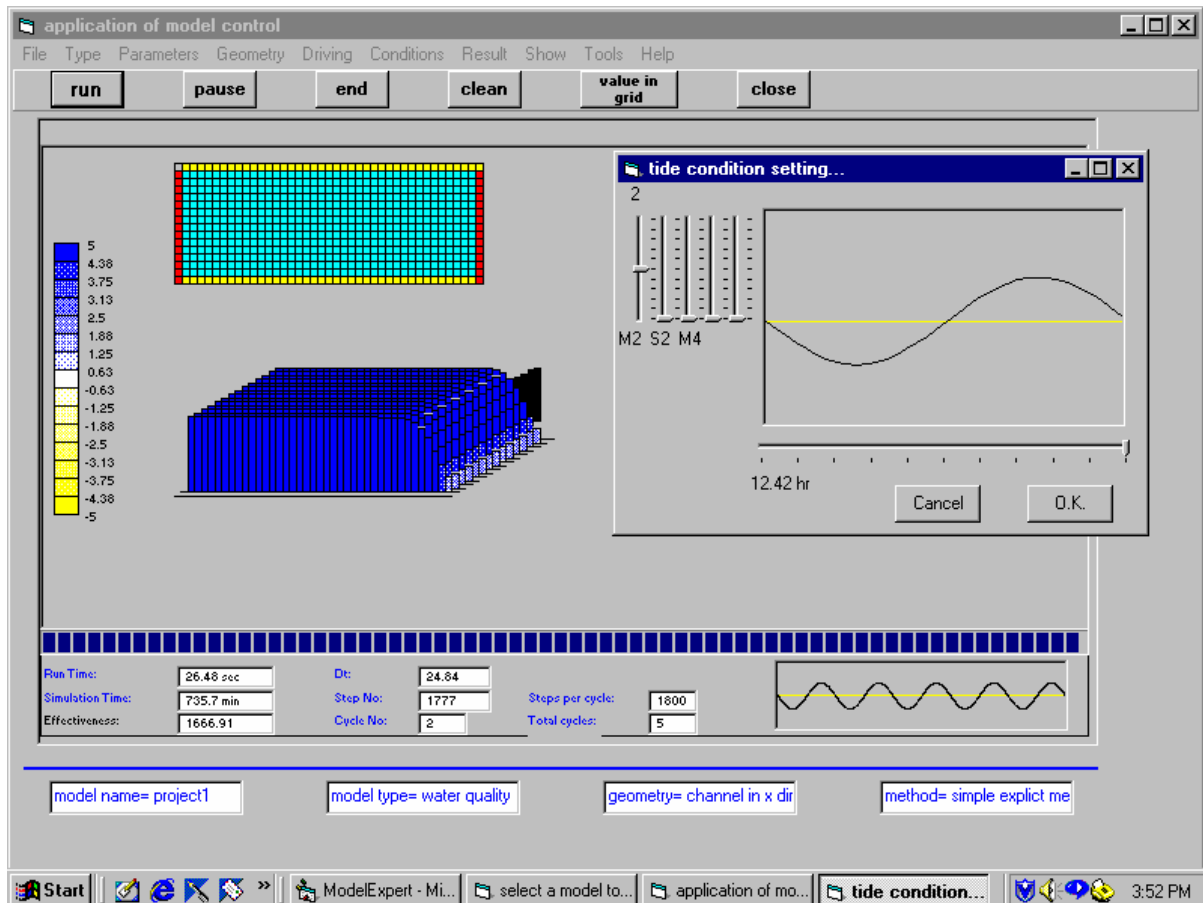 application of model control
File Type Parameters Geometry Driving Conditions Result Show Tools Help
run pause end clean value in grid close
tide condition setting...
2
M2 S2 M4
12.42 hr
Cancel O.K.
5
4.38
3.75
3.13
2.5
1.88
1.25
0.63
-0.63
-1.25
-1.88
-2.5
-3.13
-3.75
-4.38
-5
Run Time: 26.48 sec Dt: 24.84
Simulation Time: 735.7 min Step No: 1777 Steps per cycle: 1800
Effectiveness: 1666.91 Cycle No: 2 Total cycles: 5
model name= project1 model type= water quality geometry= channel in x dir method= simple explict me
Start » ModelExpert - Mi... select a model to... application of mo... tide condition... 3:52 PM